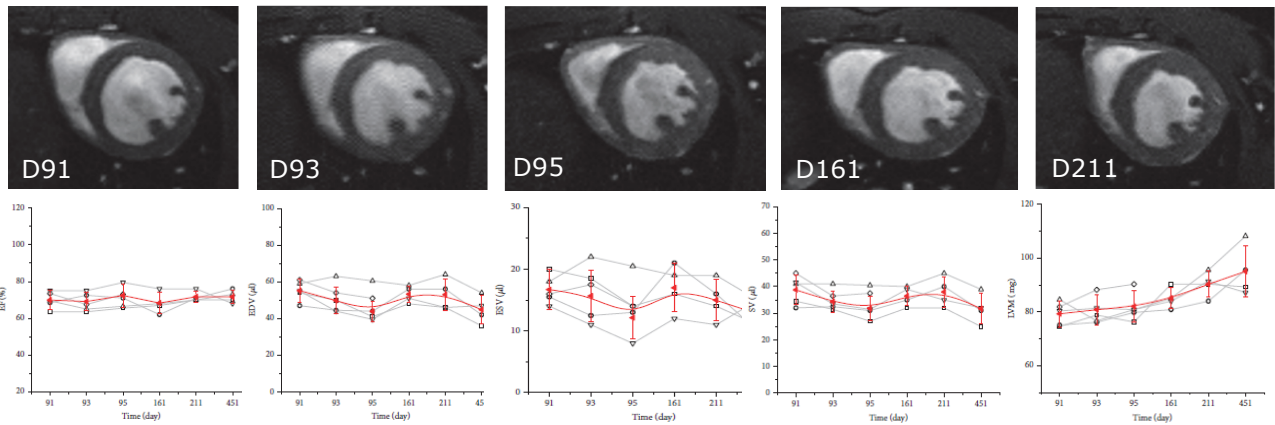 D91
D93
D95
D161
D211
EF (%)
120
100
80
60
40
20
91 93 95 161 211 451
Time (day)
EDV (µl)
100
80
60
40
20
0
91 93 95 161 211 45
Time (day)
ESV (µl)
30
20
10
0
91 93 95 161 211
Time (day)
SV (µl)
70
60
50
40
30
20
10
0
91 93 95 161 211 451
Time (day)
LVM (mg)
120
100
80
60
91 93 95 161 211 451
Time (day)